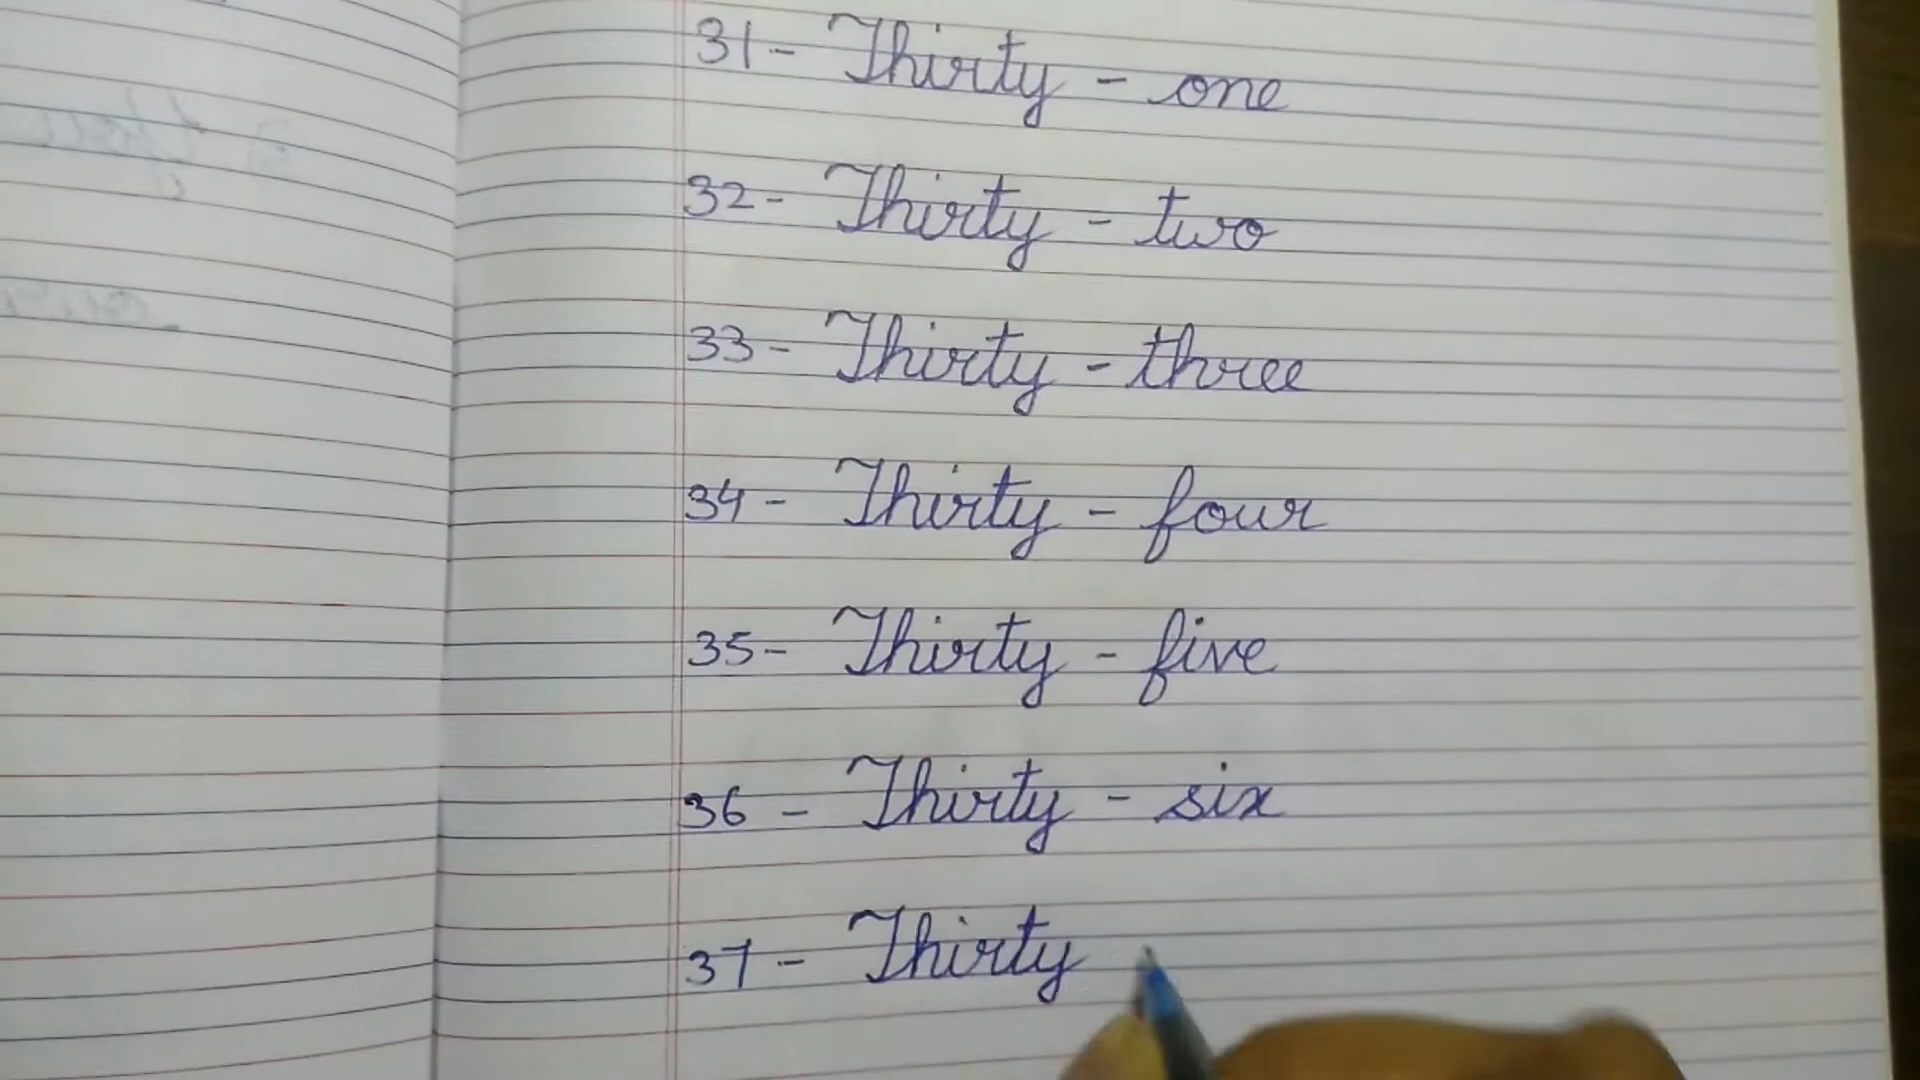 31- Thirty - one
32- Thirty - two
33- Thirty - three
34- Thirty - four
35- Thirty - five
36 - Thirty - six
37- Thirty